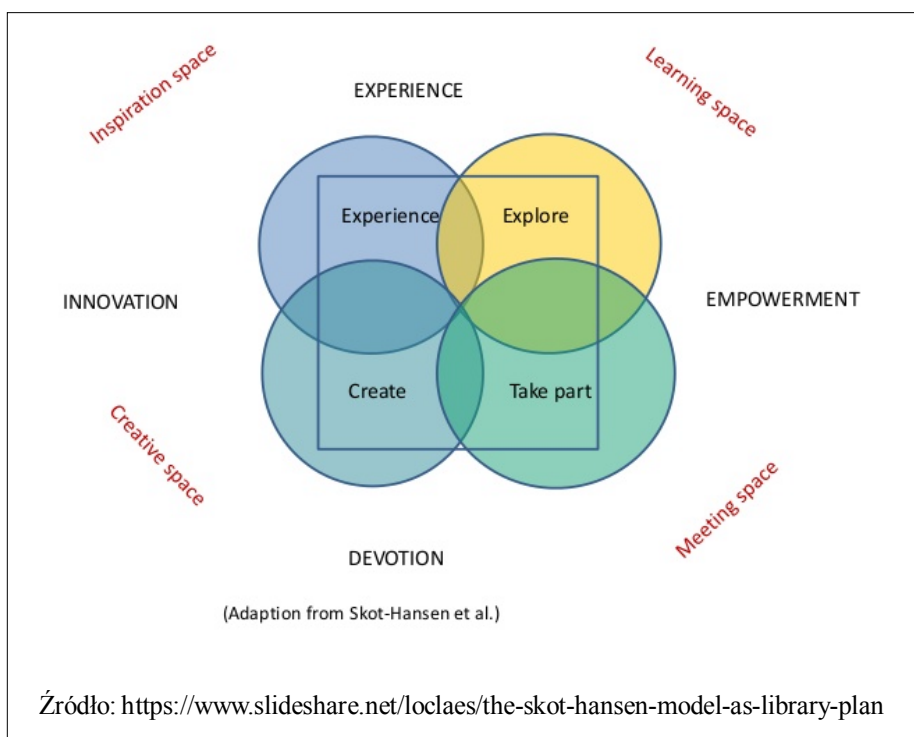 Inspiration space
EXPERIENCE
Learning space
Experience
Explore
INNOVATION
EMPOWERMENT
Create
Take part
Creative space
Meeting space
DEVOTION
(Adaption from Skot-Hansen et al.)
Źródło: https://www.slideshare.net/loclaes/the-skot-hansen-model-as-library-plan